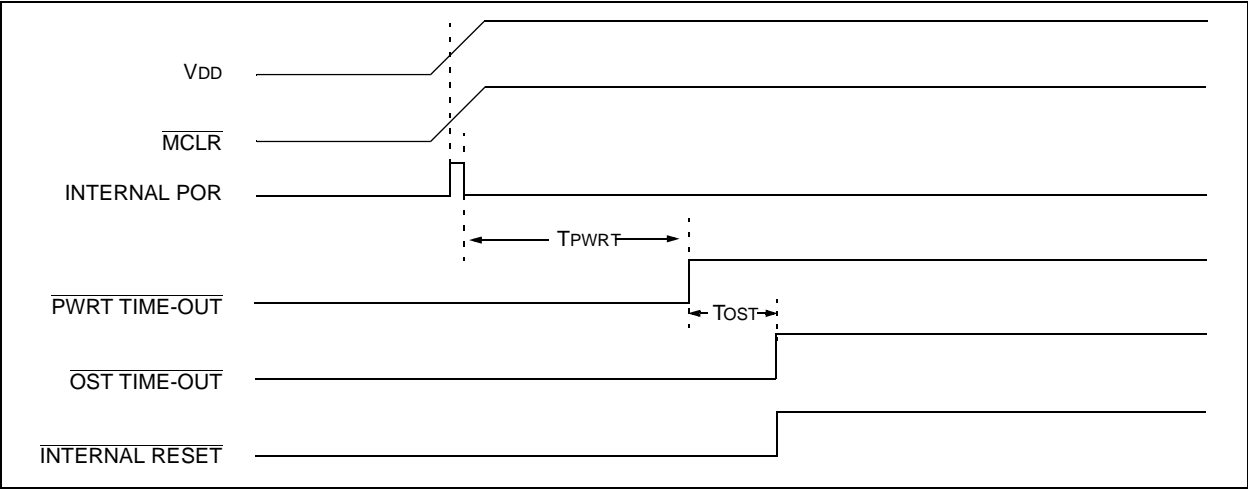 VDD
MCLR
INTERNAL POR
TPWRT
PWRT TIME-OUT
TOST
OST TIME-OUT
INTERNAL RESET